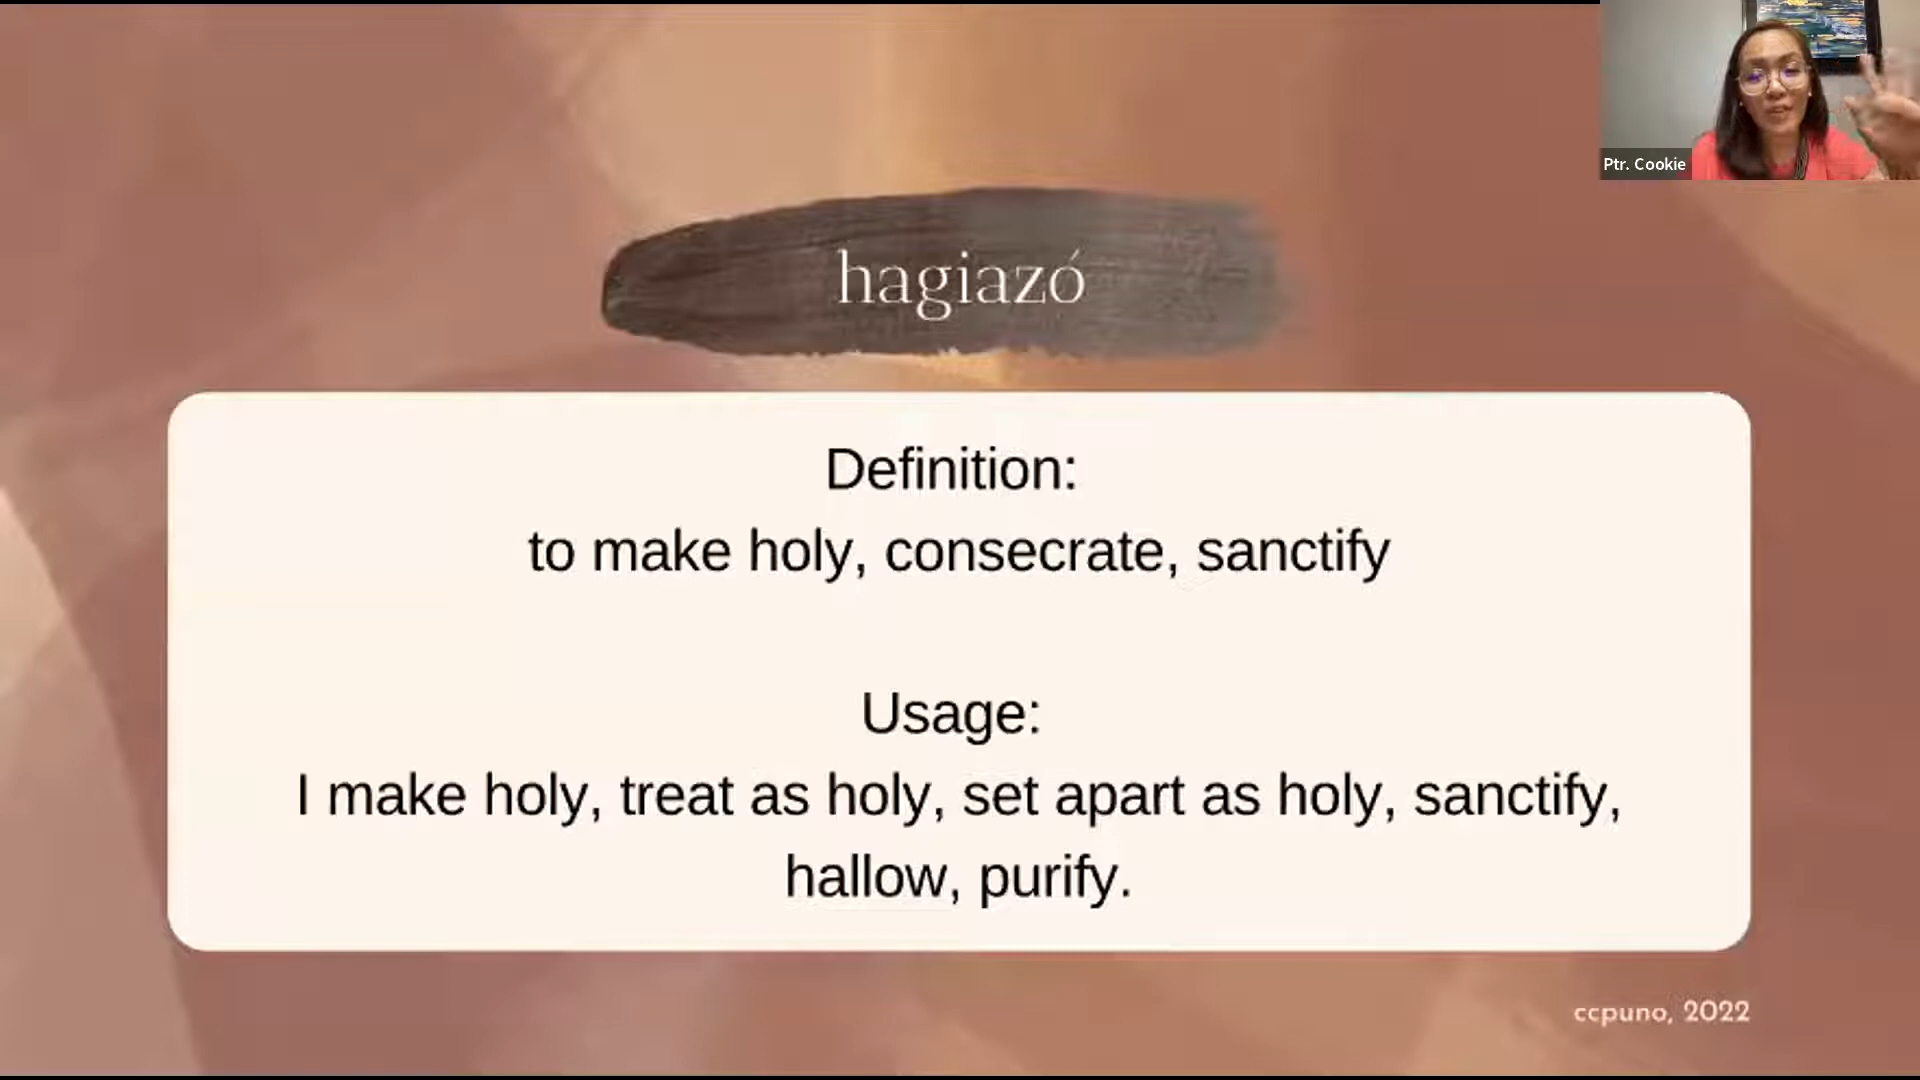 Ptr. Cookie
hagiazó
Definition:
to make holy, consecrate, sanctify
Usage:
I make holy, treat as holy, set apart as holy, sanctify,
hallow, purify.
ccpuno, 2022